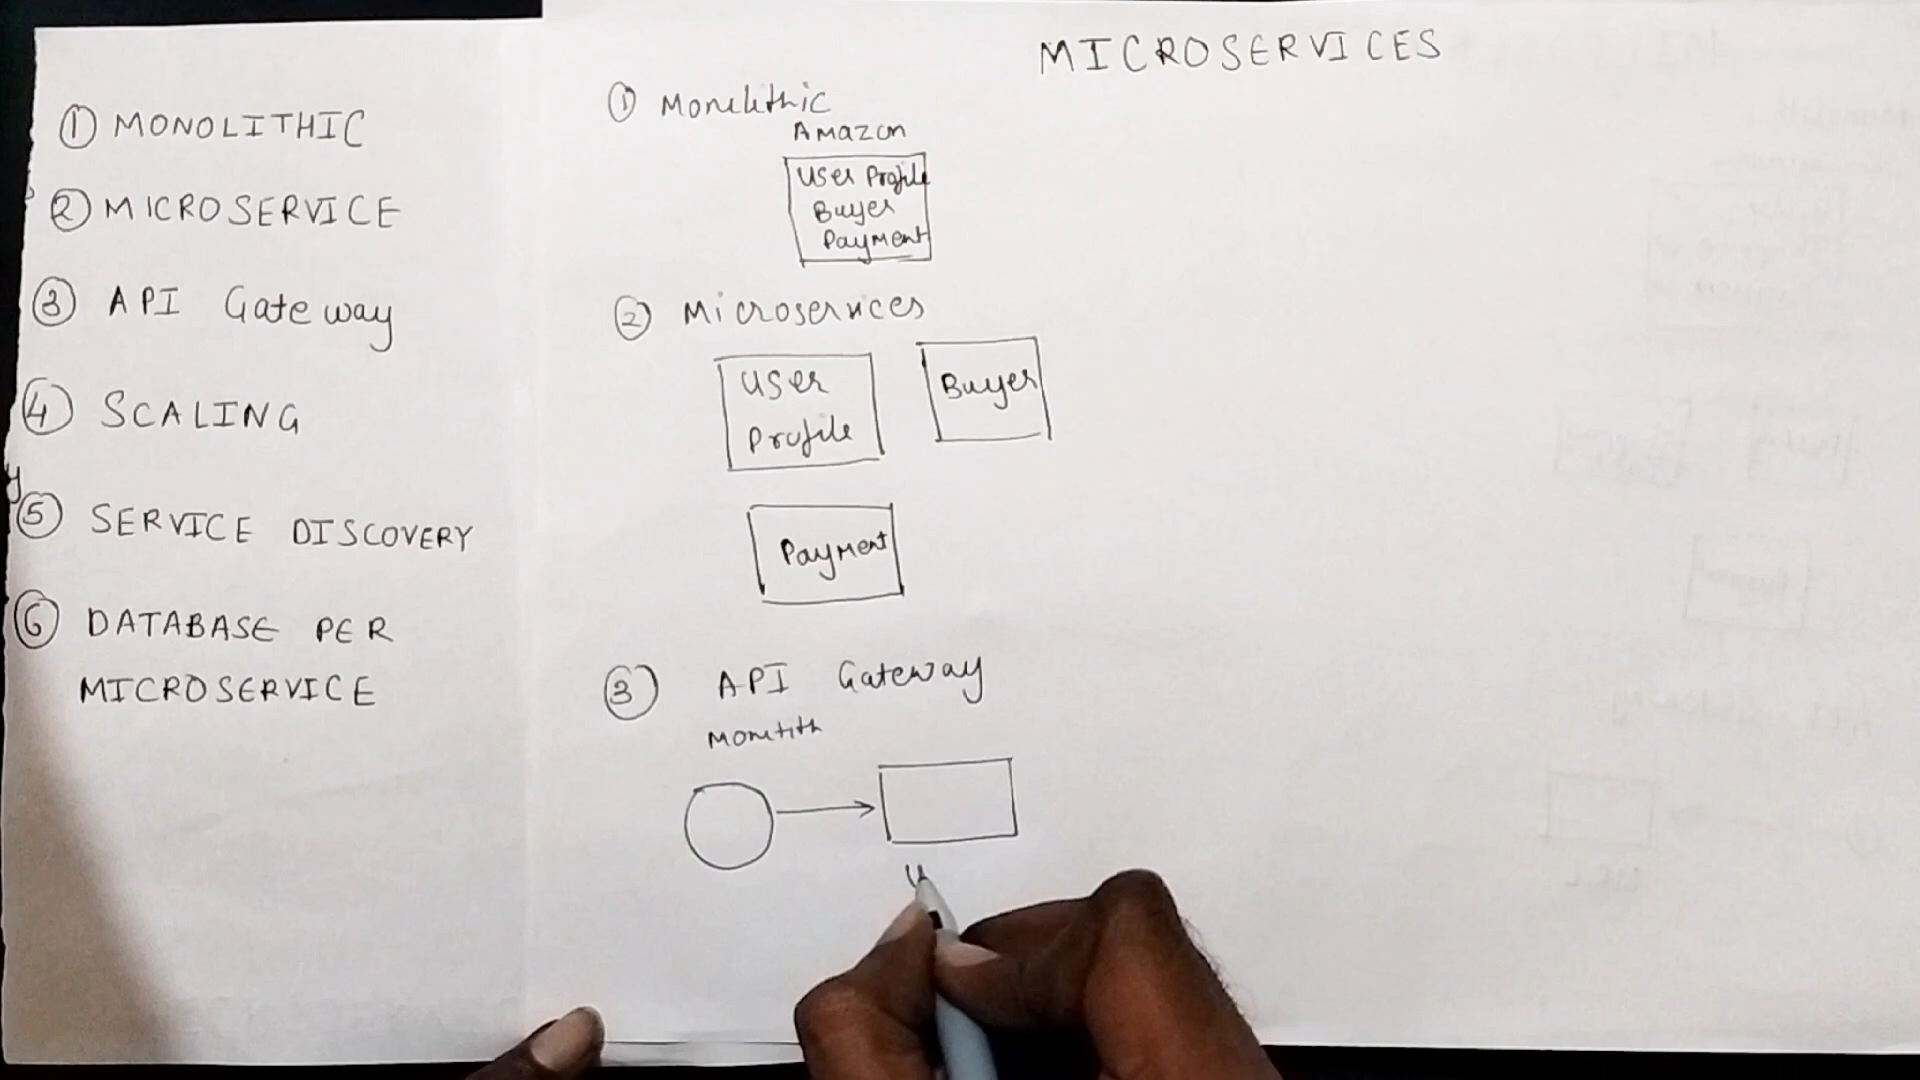 ① MONOLITHIC
② MICROSERVICE
③ API Gateway
④ SCALING
⑤ SERVICE DISCOVERY
⑥ DATABASE PER
MICROSERVICE
MICROSERVICES
① Monolithic
Amazon
User Profile
Buyer
Payment
② Microservices
User
Profile
Buyer
Payment
③ API Gateway